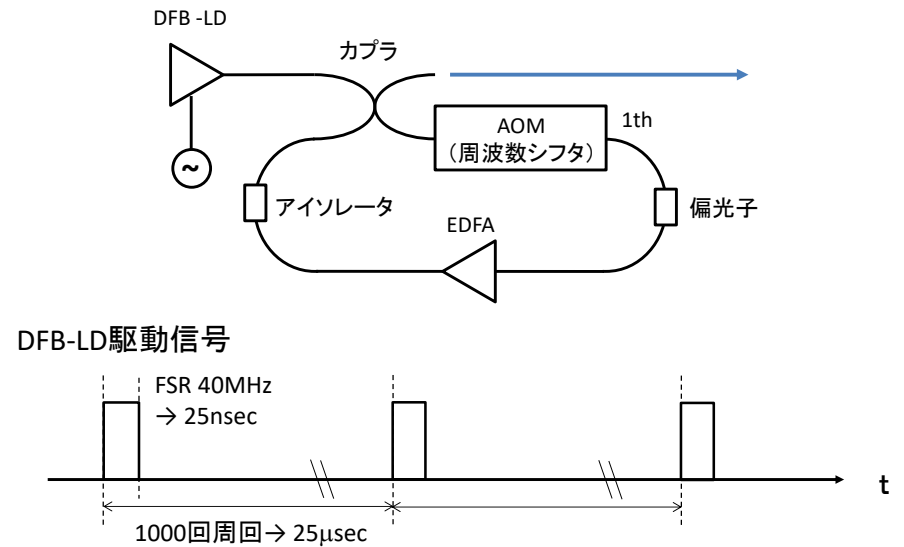 DFB -LD
カプラ
AOM
（周波数シフタ）
1th
~
アイソレータ
偏光子
EDFA
DFB-LD駆動信号
FSR 40MHz
→ 25nsec
t
1000回周回→ 25μsec